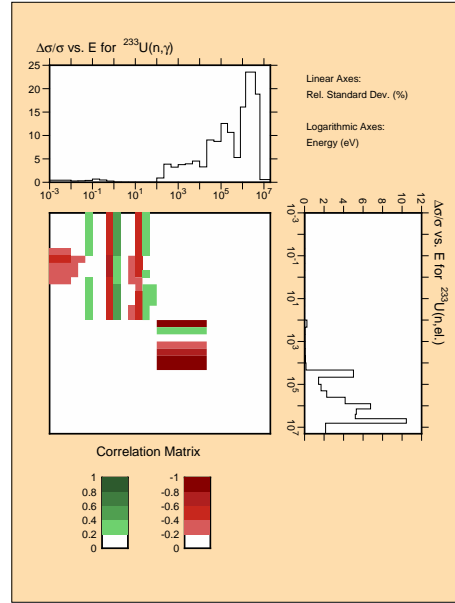 Δσ/σ vs. E for ²³³U(n,γ)
25
20
15
10
5
0
10⁻³ 10⁻¹ 10¹ 10³ 10⁵ 10⁷
Linear Axes:
Rel. Standard Dev. (%)
Logarithmic Axes:
Energy (eV)
0 2 4 6 8 10 12
10⁻³
10⁻¹
10¹
10³
10⁵
10⁷
Δσ/σ vs. E for ²³³U(n,el.)
Correlation Matrix
1 -1
0.8 -0.8
0.6 -0.6
0.4 -0.4
0.2 -0.2
0 0